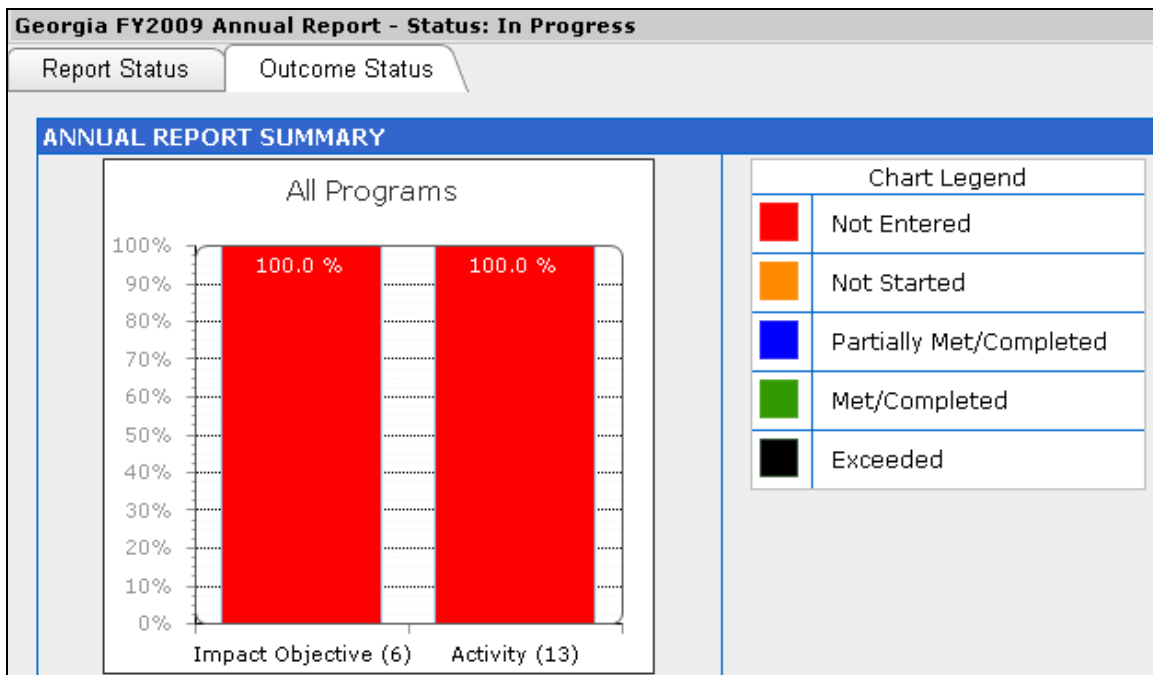 Georgia FY2009 Annual Report - Status: In Progress
Report Status
Outcome Status
ANNUAL REPORT SUMMARY
All Programs
100%
90%
80%
70%
60%
50%
40%
30%
20%
10%
0%
100.0 %
100.0 %
Impact Objective (6)
Activity (13)
Chart Legend
Not Entered
Not Started
Partially Met/Completed
Met/Completed
Exceeded